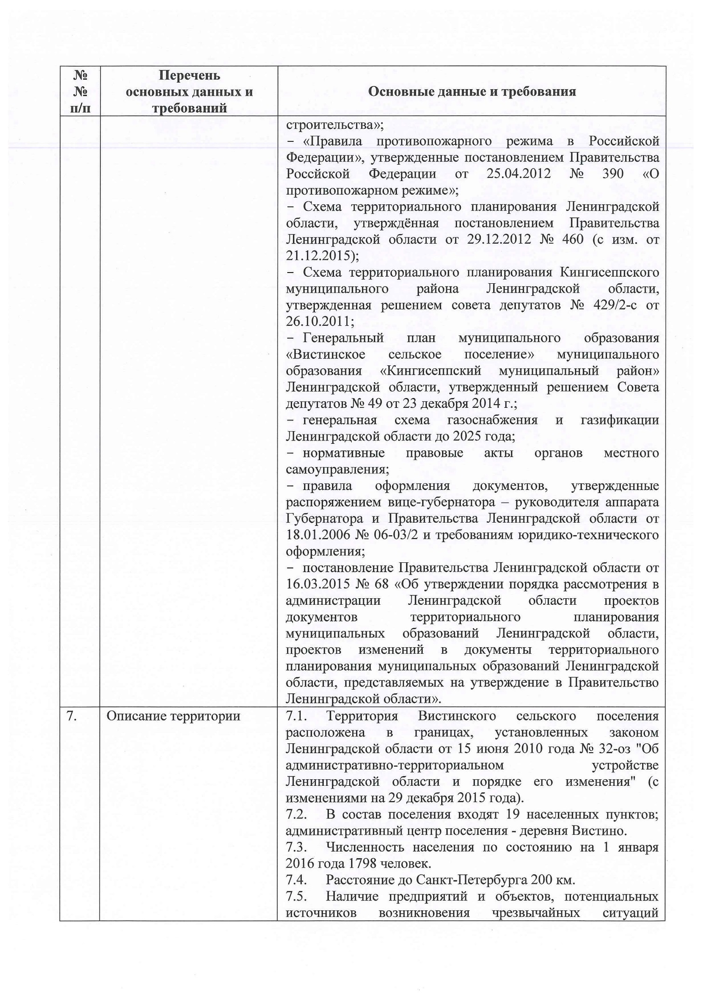 №
№
п/п
Перечень
основных данных и
требований
Основные данные и требования
строительства»;
− «Правила противопожарного режима в Российской
Федерации», утвержденные постановлением Правительства
Россйской Федерации от 25.04.2012 № 390 «О
противопожарном режиме»;
− Схема территориального планирования Ленинградской
области, утверждённая постановлением Правительства
Ленинградской области от 29.12.2012 № 460 (с изм. от
21.12.2015);
− Схема территориального планирования Кингисеппского
муниципального района Ленинградской области,
утвержденная решением совета депутатов № 429/2-с от
26.10.2011;
− Генеральный план муниципального образования
«Вистинское сельское поселение» муниципального
образования «Кингисеппский муниципальный район»
Ленинградской области, утвержденный решением Совета
депутатов № 49 от 23 декабря 2014 г.;
− генеральная схема газоснабжения и газификации
Ленинградской области до 2025 года;
− нормативные правовые акты органов местного
самоуправления;
− правила оформления документов, утвержденные
распоряжением вице-губернатора – руководителя аппарата
Губернатора и Правительства Ленинградской области от
18.01.2006 № 06-03/2 и требованиям юридико-технического
оформления;
− постановление Правительства Ленинградской области от
16.03.2015 № 68 «Об утверждении порядка рассмотрения в
администрации Ленинградской области проектов
документов территориального планирования
муниципальных образований Ленинградской области,
проектов изменений в документы территориального
планирования муниципальных образований Ленинградской
области, представляемых на утверждение в Правительство
Ленинградской области».
7.
Описание территории
7.1. Территория Вистинского сельского поселения
расположена в границах, установленных законом
Ленинградской области от 15 июня 2010 года № 32-оз "Об
административно-территориальном устройстве
Ленинградской области и порядке его изменения" (с
изменениями на 29 декабря 2015 года).
7.2. В состав поселения входят 19 населенных пунктов;
административный центр поселения - деревня Вистино.
7.3. Численность населения по состоянию на 1 января
2016 года 1798 человек.
7.4. Расстояние до Санкт-Петербурга 200 км.
7.5. Наличие предприятий и объектов, потенциальных
источников возникновения чрезвычайных ситуаций